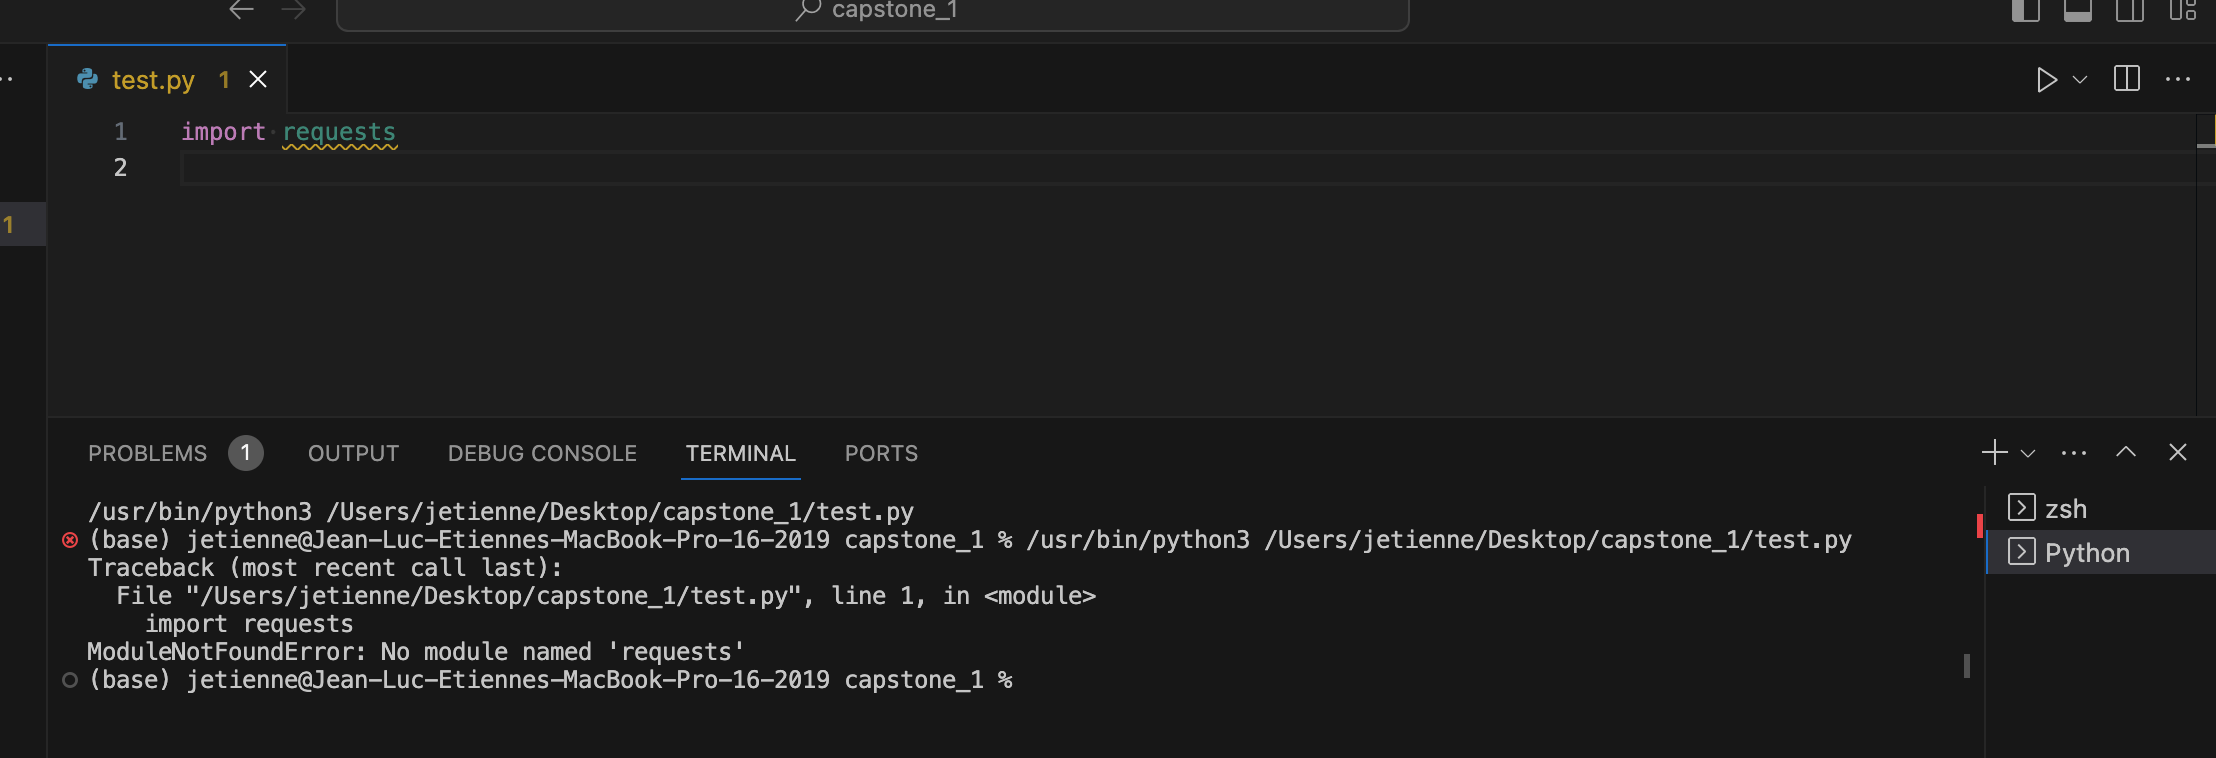 capstone_1
test.py 1
1 import requests
2
1
PROBLEMS 1 OUTPUT DEBUG CONSOLE TERMINAL PORTS
/usr/bin/python3 /Users/jetienne/Desktop/capstone_1/test.py
(base) jetienne@Jean-Luc-Etiennes-MacBook-Pro-16-2019 capstone_1 % /usr/bin/python3 /Users/jetienne/Desktop/capstone_1/test.py
Traceback (most recent call last):
  File "/Users/jetienne/Desktop/capstone_1/test.py", line 1, in <module>
    import requests
ModuleNotFoundError: No module named 'requests'
(base) jetienne@Jean-Luc-Etiennes-MacBook-Pro-16-2019 capstone_1 %
zsh
Python